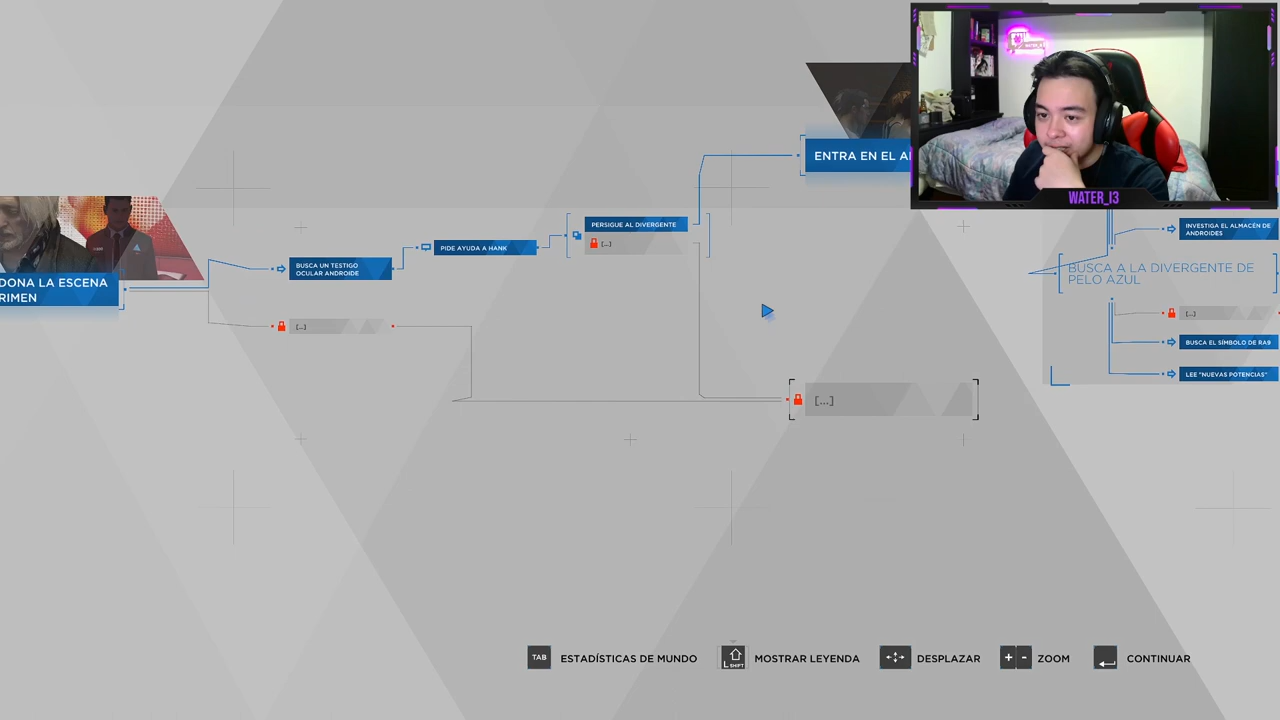 WATER_I3
ENTRA EN EL
DONA LA ESCENA
RIMEN
BUSCA UN TESTIGO
OCULAR ANDROIDE
PIDE AYUDA A HANK
PERSIGUE AL DIVERGENTE
[...]
[...]
[...]
INVESTIGA EL ALMACÉN DE
ANDROIDES
BUSCA A LA DIVERGENTE DE
PELO AZUL
[...]
BUSCA EL SÍMBOLO DE RA9
LEE "NUEVAS POTENCIAS"
TAB ESTADÍSTICAS DE MUNDO
L SHIFT MOSTRAR LEYENDA
DESPLAZAR
+ - ZOOM
CONTINUAR